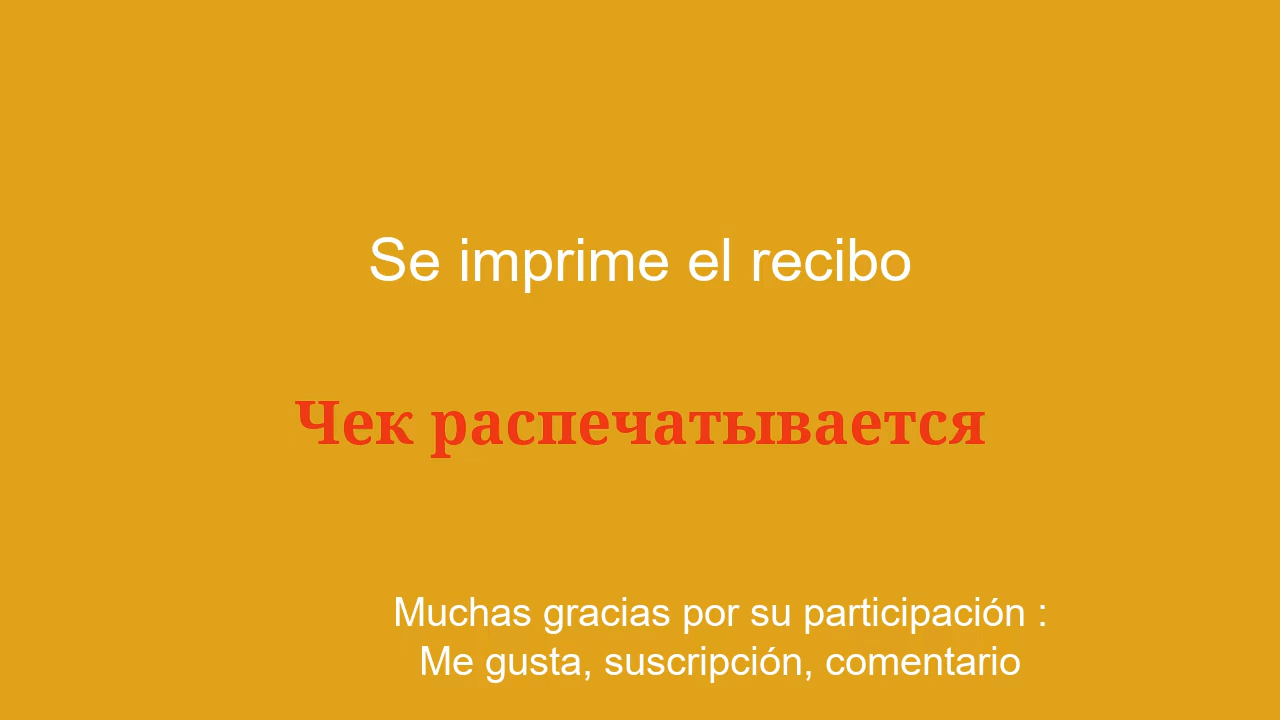 Se imprime el recibo
Чек распечатывается
Muchas gracias por su participación :
Me gusta, suscripción, comentario